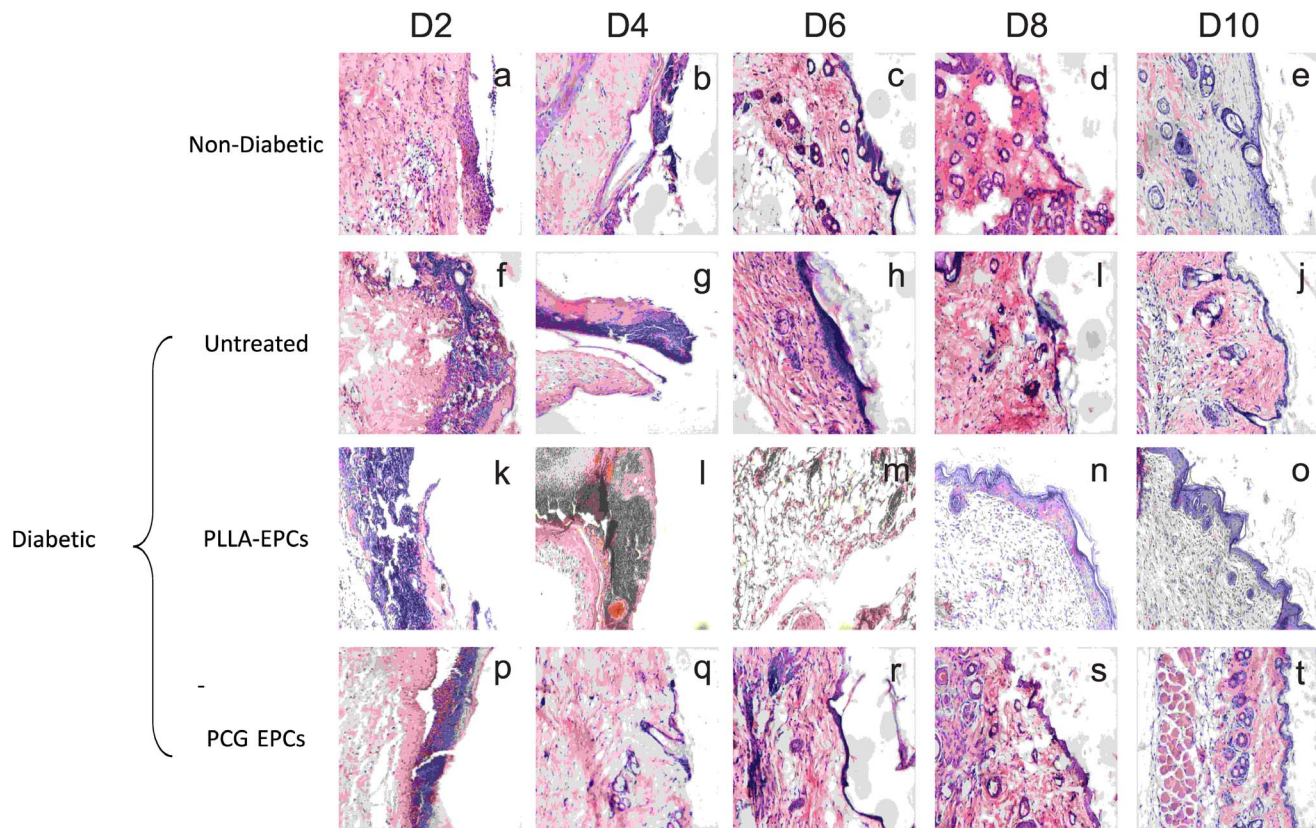 D2 D4 D6 D8 D10
Non-Diabetic a b c d e
Untreated f g h l j
Diabetic PLLA-EPCs k l m n o
-
PCG EPCs p q r s t